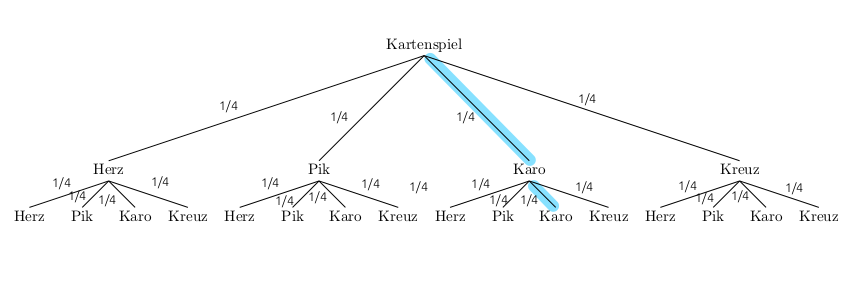 Kartenspiel
1/4
1/4
1/4
1/4
Herz Pik Karo Kreuz
1/4 1/4 1/4 1/4 1/4 1/4 1/4 1/4 1/4
1/4 1/4 1/4 1/4 1/4 1/4 1/4 1/4
Herz Pik Karo Kreuz Herz Pik Karo Kreuz Herz Pik Karo Kreuz Herz Pik Karo Kreuz